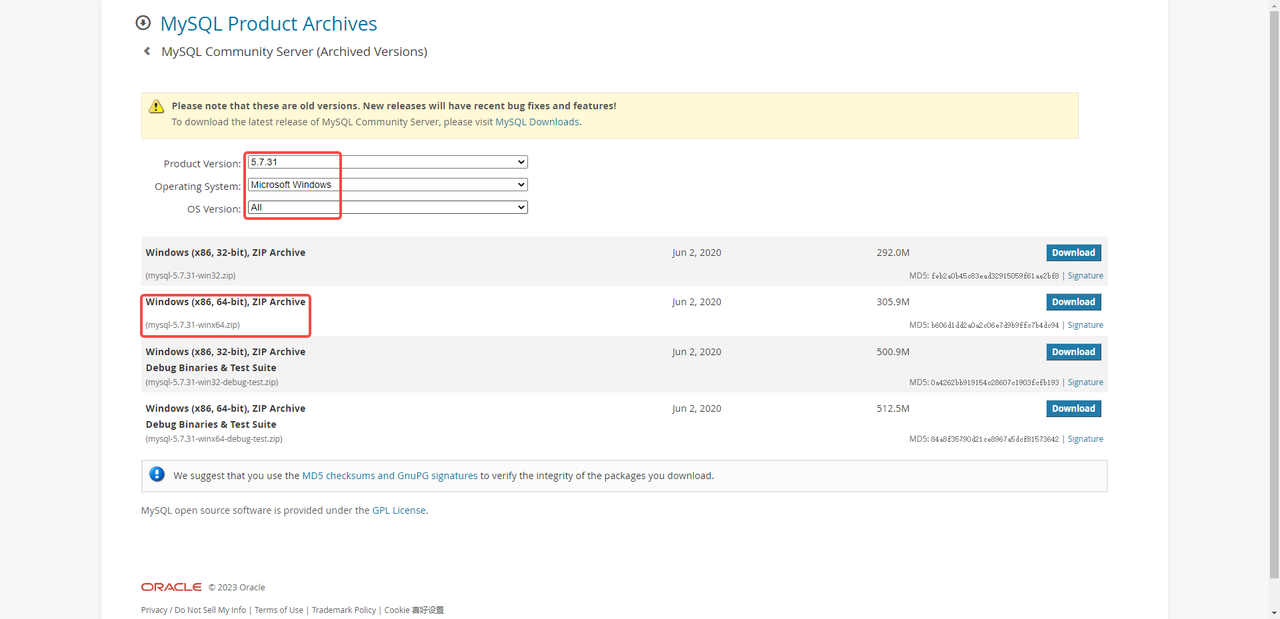 MySQL Product Archives
MySQL Community Server (Archived Versions)
Please note that these are old versions. New releases will have recent bug fixes and features!
To download the latest release of MySQL Community Server, please visit MySQL Downloads.
Product Version: 5.7.31
Operating System: Microsoft Windows
OS Version: All
Windows (x86, 32-bit), ZIP Archive Jun 2, 2020 292.0M Download
(mysql-5.7.31-win32.zip) MD5: feb2a0b45c83ead32915059f61ae2bf8 | Signature
Windows (x86, 64-bit), ZIP Archive Jun 2, 2020 305.9M Download
(mysql-5.7.31-winx64.zip) MD5: b606d1dd2a0a2c06e7d9b9ffc7b4dc94 | Signature
Windows (x86, 32-bit), ZIP Archive Jun 2, 2020 500.9M Download
Debug Binaries & Test Suite
(mysql-5.7.31-win32-debug-test.zip) MD5: 0a4262bb919154c28607c1903fcfb193 | Signature
Windows (x86, 64-bit), ZIP Archive Jun 2, 2020 512.5M Download
Debug Binaries & Test Suite
(mysql-5.7.31-winx64-debug-test.zip) MD5: 84a8f35790d21ce8967a5dcf81573642 | Signature
We suggest that you use the MD5 checksums and GnuPG signatures to verify the integrity of the packages you download.
MySQL open source software is provided under the GPL License.
ORACLE © 2023 Oracle
Privacy / Do Not Sell My Info | Terms of Use | Trademark Policy | Cookie 喜好设置